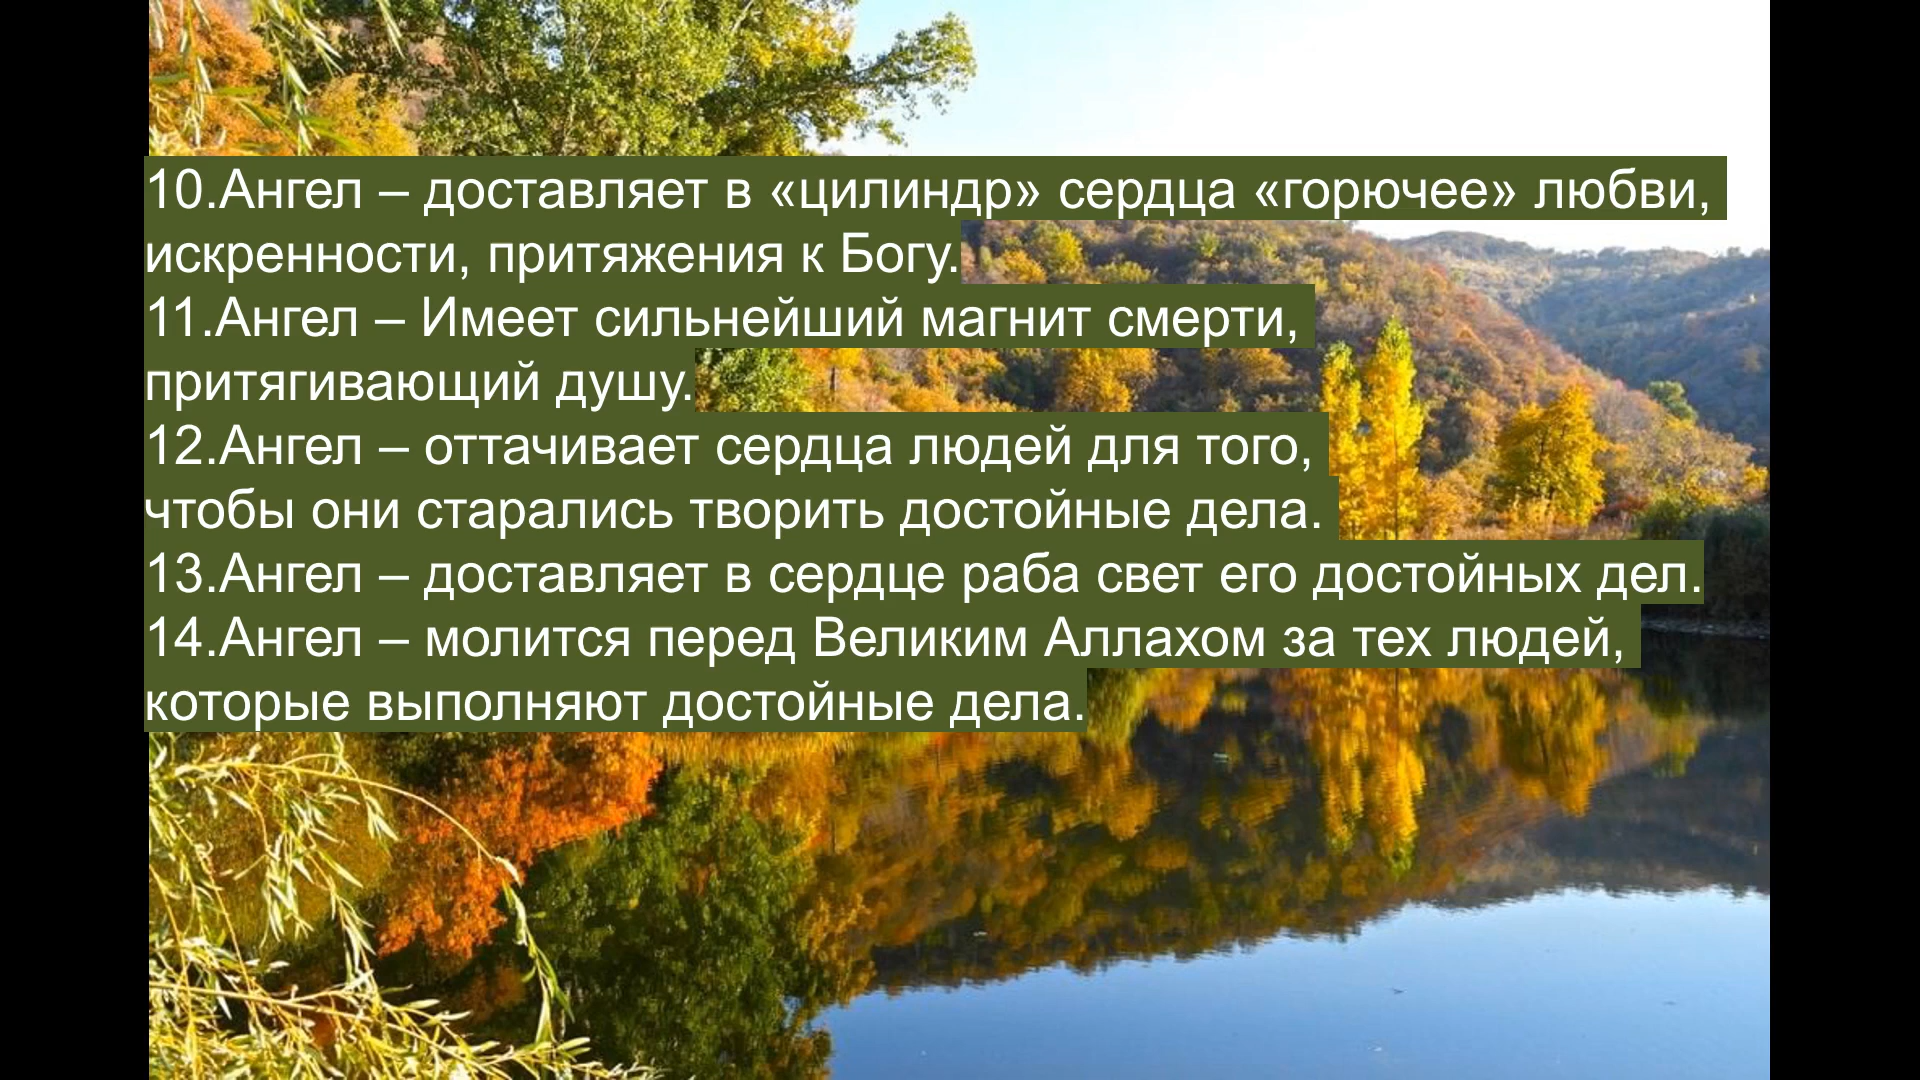 10.Ангел – доставляет в «цилиндр» сердца «горючее» любви,
искренности, притяжения к Богу.
11.Ангел – Имеет сильнейший магнит смерти,
притягивающий душу.
12.Ангел – оттачивает сердца людей для того,
чтобы они старались творить достойные дела.
13.Ангел – доставляет в сердце раба свет его достойных дел.
14.Ангел – молится перед Великим Аллахом за тех людей,
которые выполняют достойные дела.